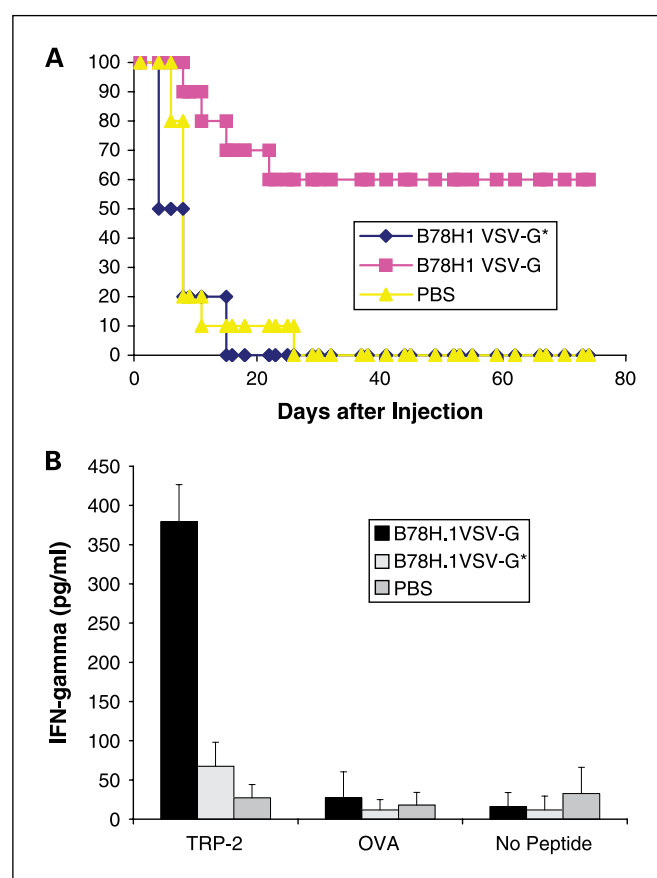 A
100
90
80
70
60
50
40
30
20
10
0
0 20 40 60 80
Days after Injection
B78H1 VSV-G*
B78H1 VSV-G
PBS
B
IFN-gamma (pg/ml)
450
400
350
300
250
200
150
100
50
0
B78H.1VSV-G
B78H.1VSV-G*
PBS
TRP-2 OVA No Peptide